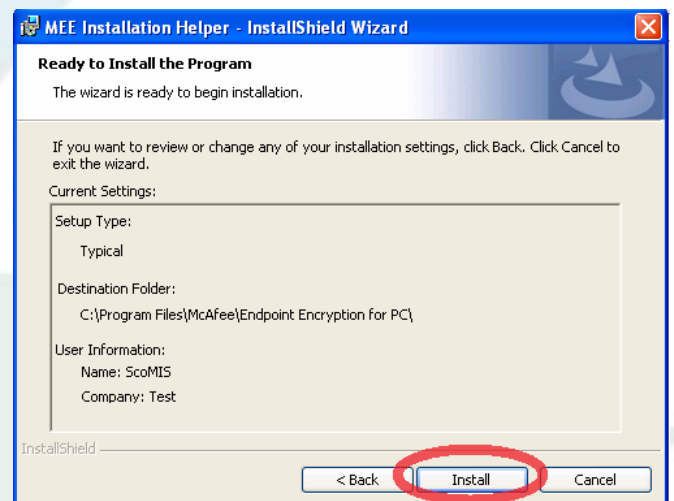 MEE Installation Helper - InstallShield Wizard
Ready to Install the Program
The wizard is ready to begin installation.
If you want to review or change any of your installation settings, click Back. Click Cancel to
exit the wizard.
Current Settings:
Setup Type:
Typical
Destination Folder:
C:\Program Files\McAfee\Endpoint Encryption for PC\
User Information:
Name: ScoMIS
Company: Test
InstallShield
< Back Install Cancel